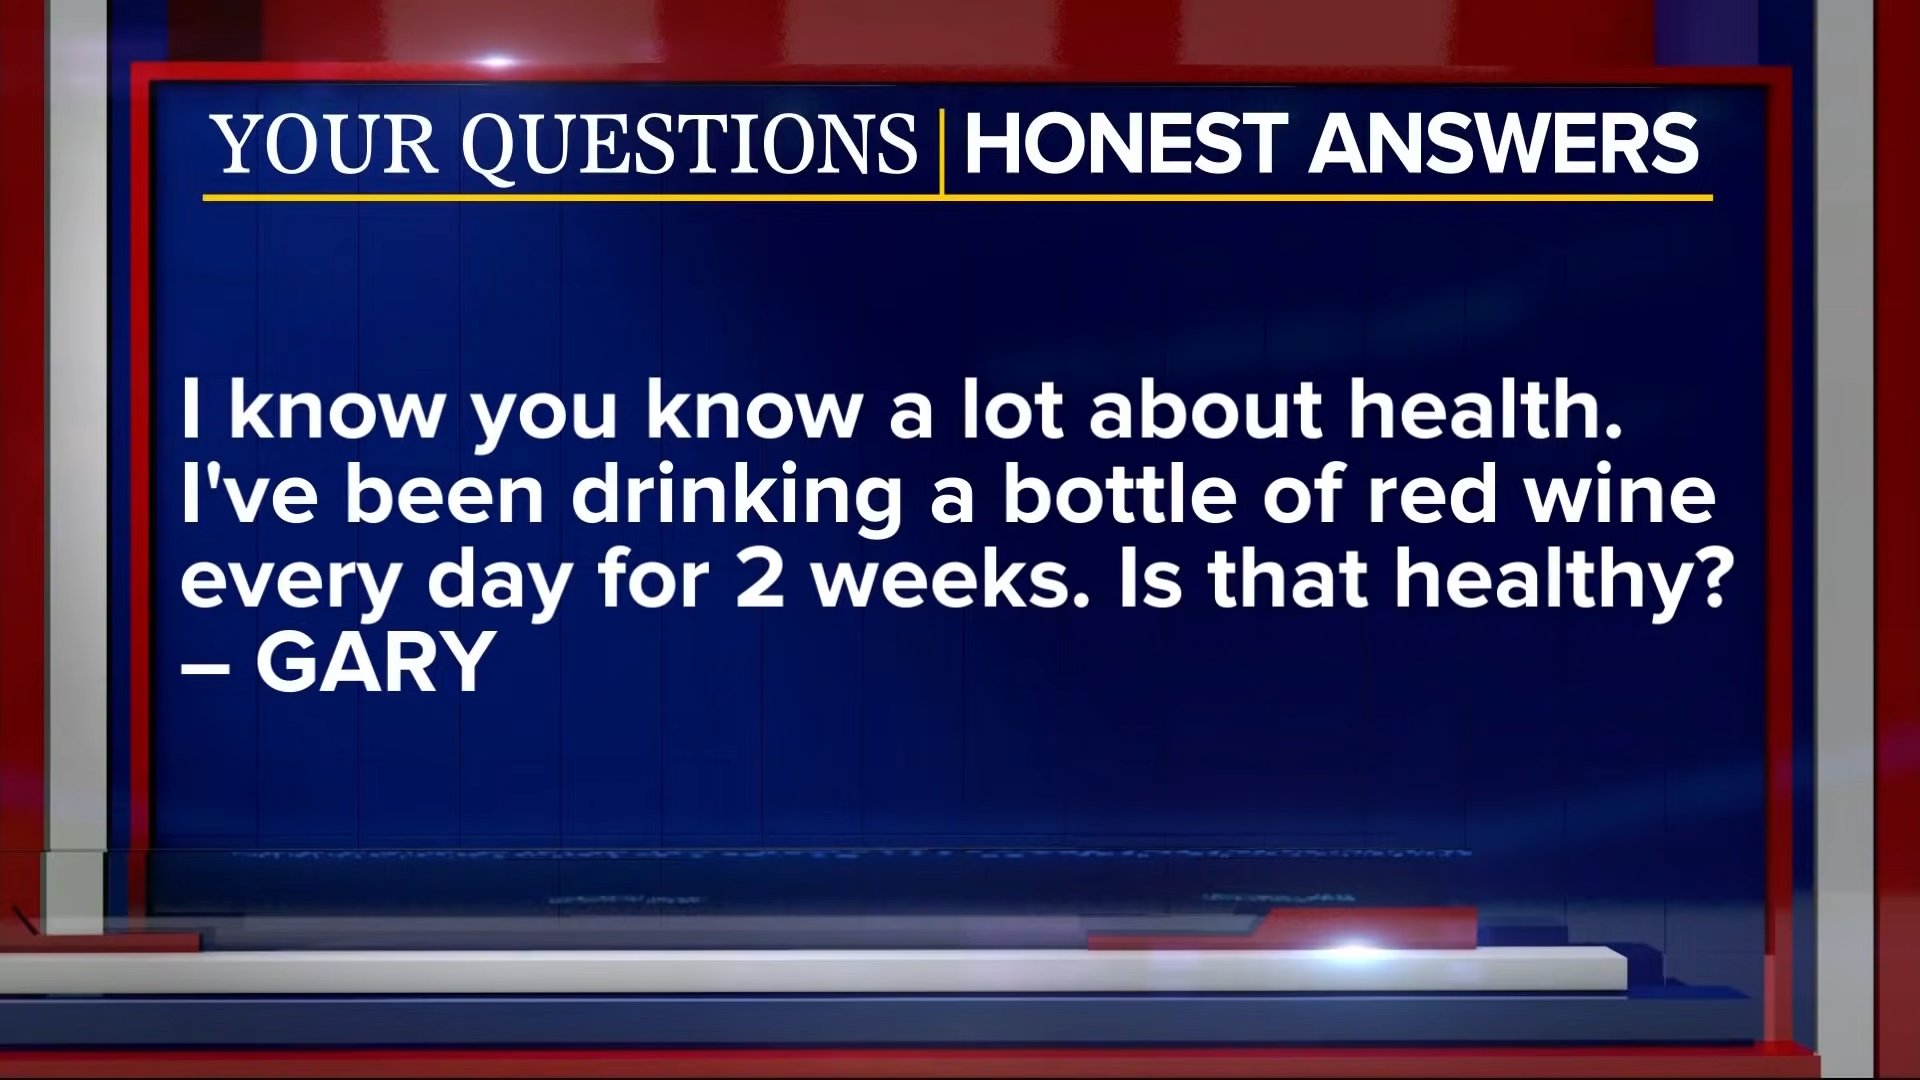 YOUR QUESTIONS | HONEST ANSWERS
I know you know a lot about health.
I've been drinking a bottle of red wine
every day for 2 weeks. Is that healthy?
– GARY